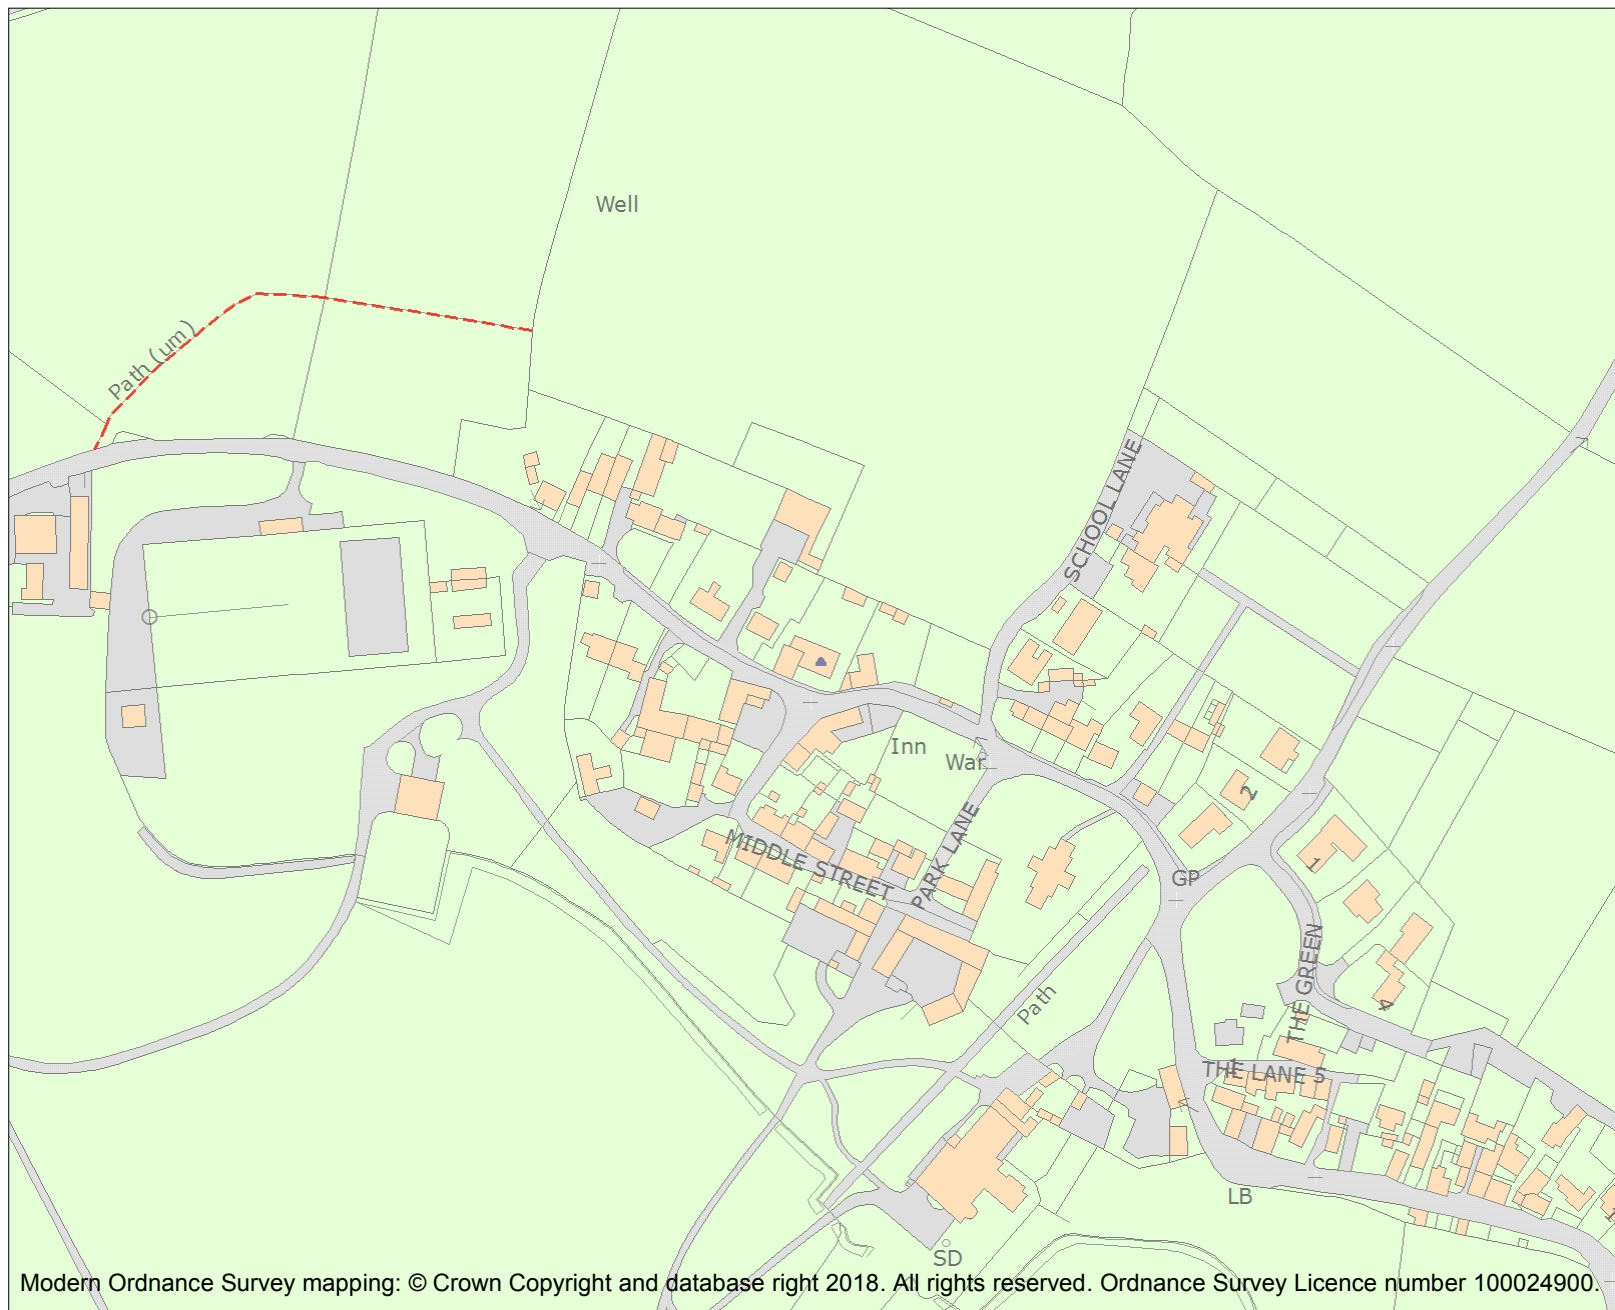 Well
Path (um)
SCHOOL LANE
Inn
War
2
MIDDLE STREET
PARK LANE
1
GP
THE GREEN
4
Path
THE LANE 5
LB
SD
Modern Ordnance Survey mapping: © Crown Copyright and database right 2018. All rights reserved. Ordnance Survey Licence number 100024900.